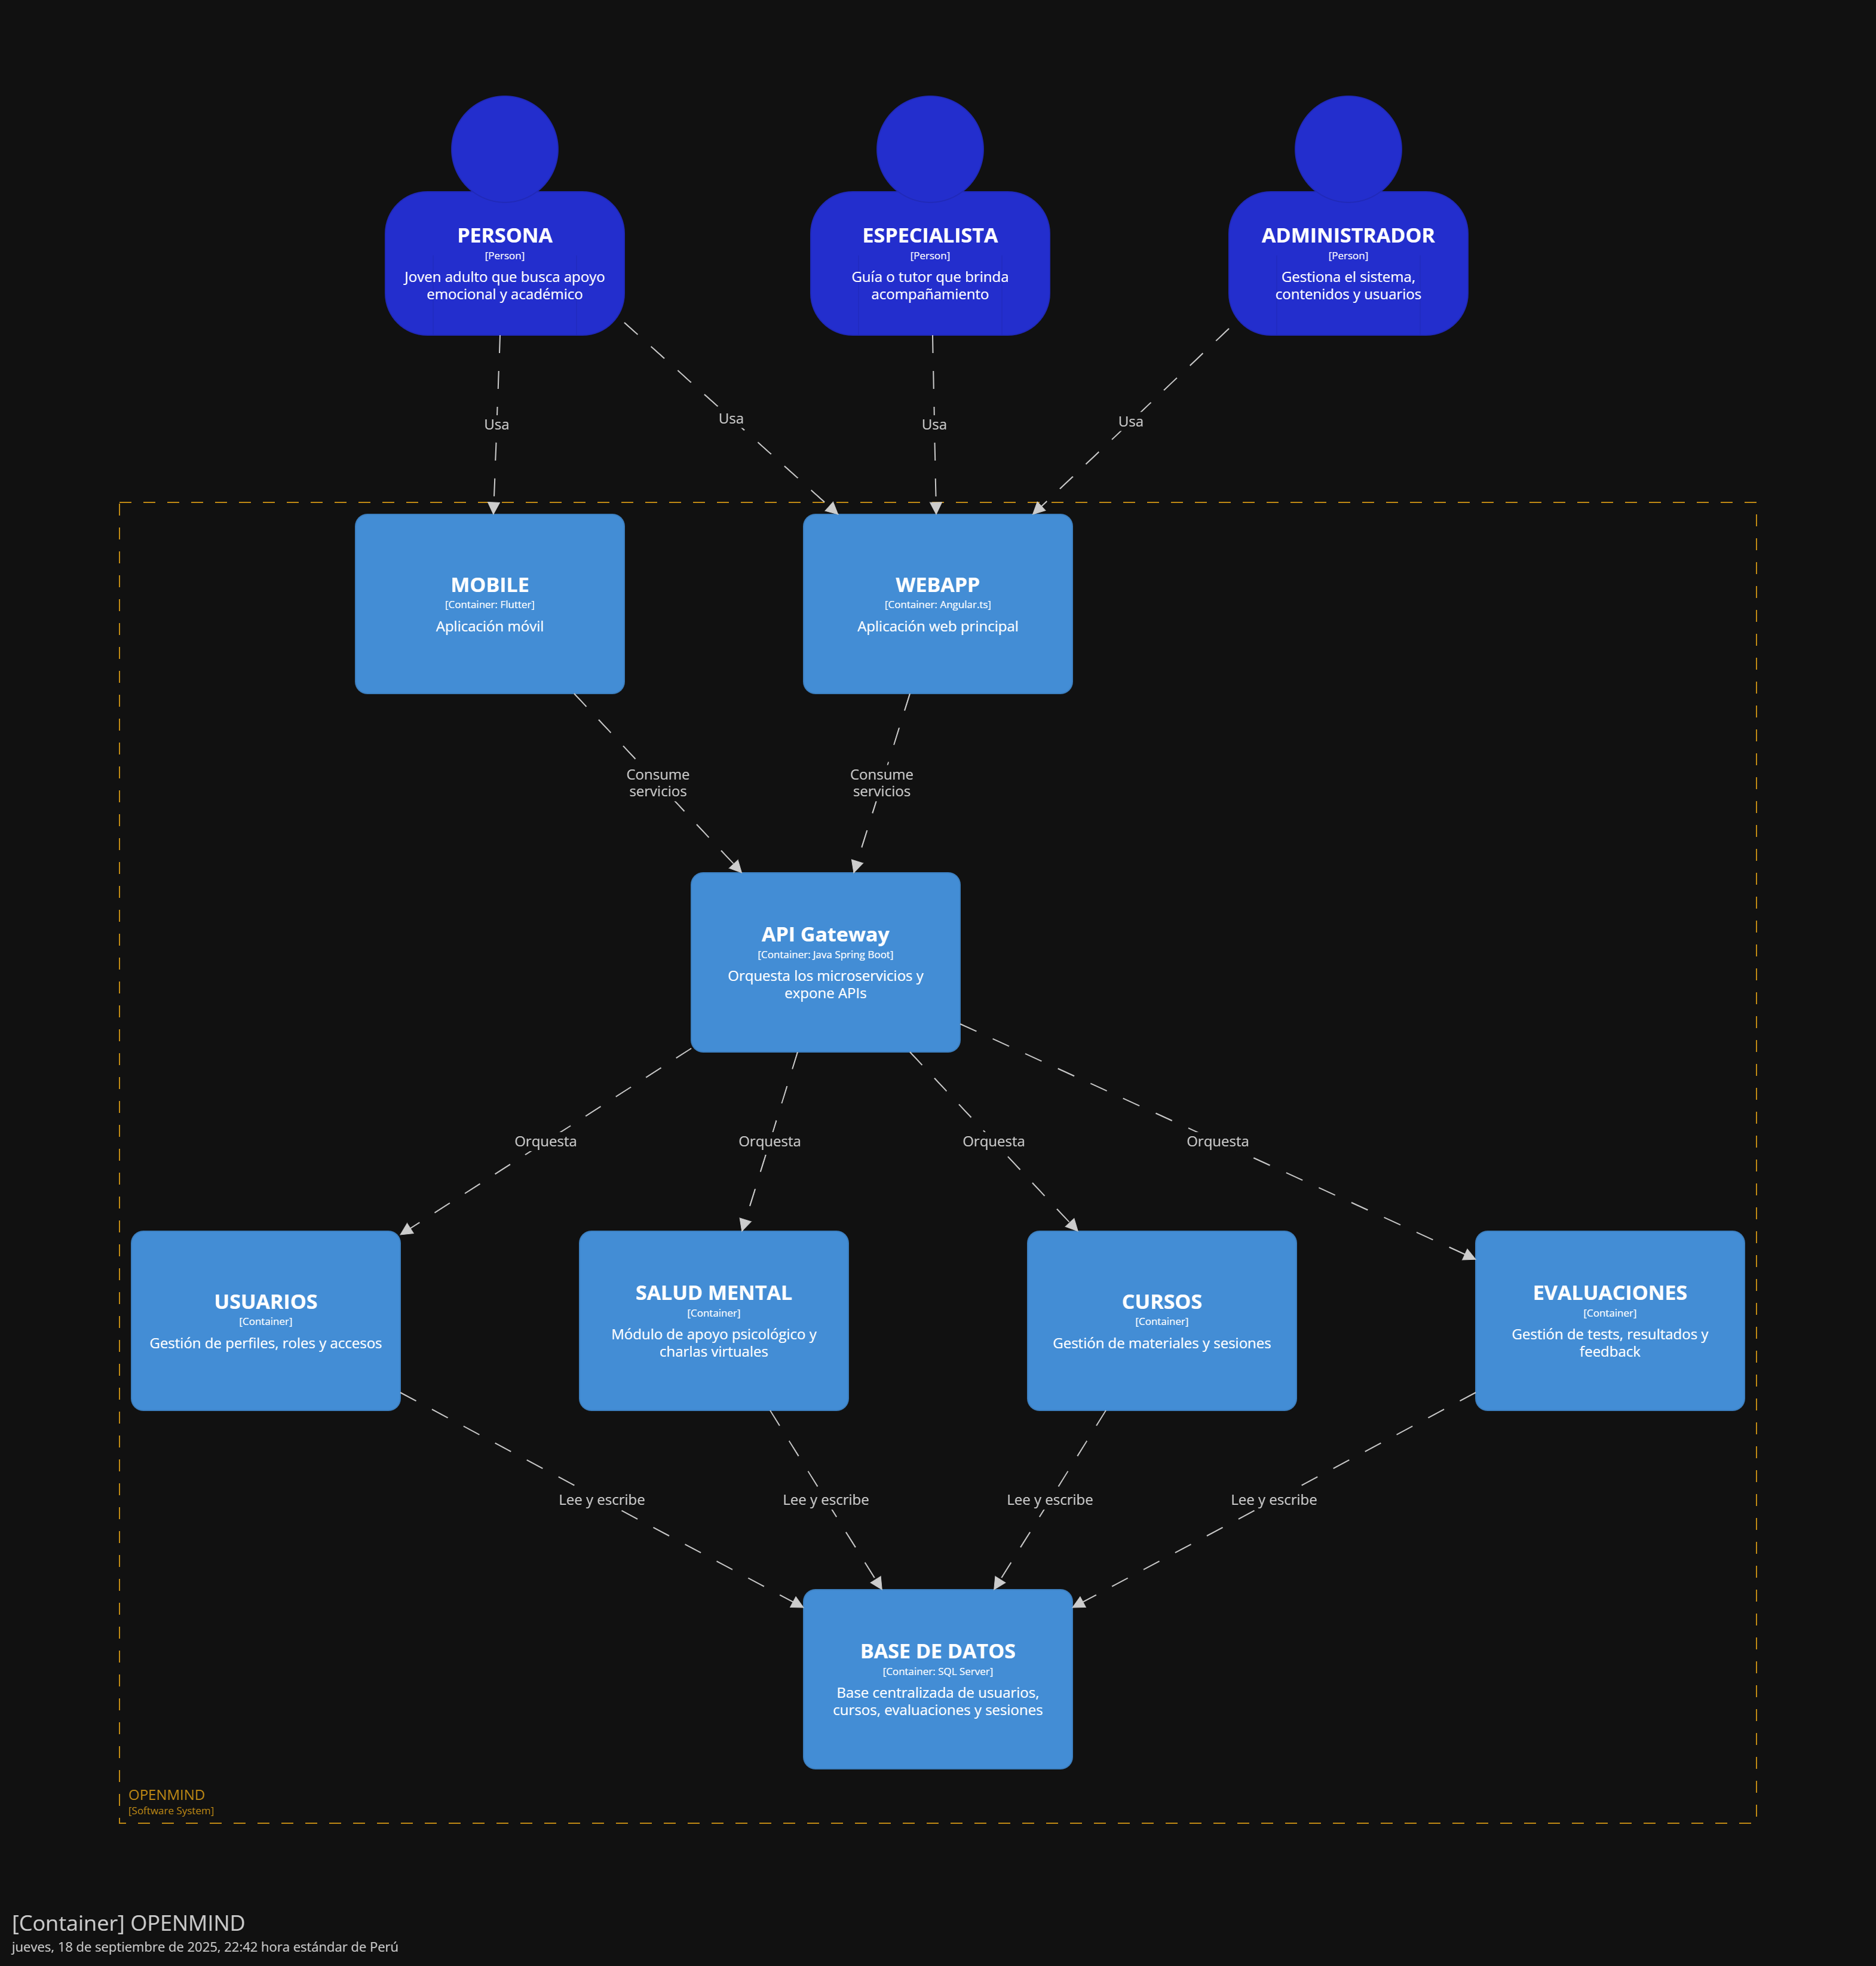 PERSONA
[Person]
Joven adulto que busca apoyo
emocional y académico
ESPECIALISTA
[Person]
Guía o tutor que brinda
acompañamiento
ADMINISTRADOR
[Person]
Gestiona el sistema,
contenidos y usuarios
Usa
Usa
Usa
Usa
MOBILE
[Container: Flutter]
Aplicación móvil
WEBAPP
[Container: Angular.ts]
Aplicación web principal
Consume
servicios
Consume
servicios
API Gateway
[Container: Java Spring Boot]
Orquesta los microservicios y
expone APIs
Orquesta
Orquesta
Orquesta
Orquesta
USUARIOS
[Container]
Gestión de perfiles, roles y accesos
SALUD MENTAL
[Container]
Módulo de apoyo psicológico y
charlas virtuales
CURSOS
[Container]
Gestión de materiales y sesiones
EVALUACIONES
[Container]
Gestión de tests, resultados y
feedback
Lee y escribe
Lee y escribe
Lee y escribe
Lee y escribe
BASE DE DATOS
[Container: SQL Server]
Base centralizada de usuarios,
cursos, evaluaciones y sesiones
OPENMIND
[Software System]
[Container] OPENMIND
jueves, 18 de septiembre de 2025, 22:42 hora estándar de Perú